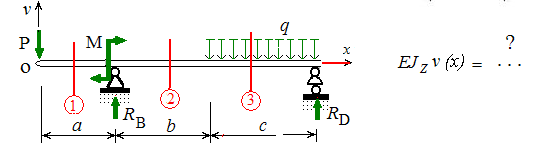 v
P M q x
O
EJ_Z v (x) = ? . . .
1 2 3
R_B R_D
a b c